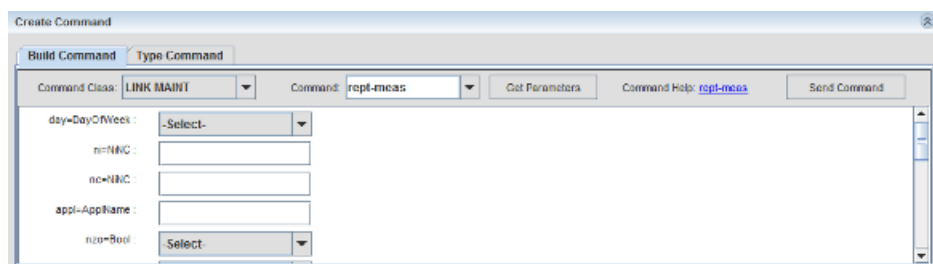 Create Command
Build Command Type Command
Command Class: LINK MAINT Command: rept-meas Get Parameters Command Help: rept-meas Send Command
day=DayOfWeek : -Select-
ni=NiNC :
nc=NiNC :
appl=ApplName :
nzo=Bool : -Select-